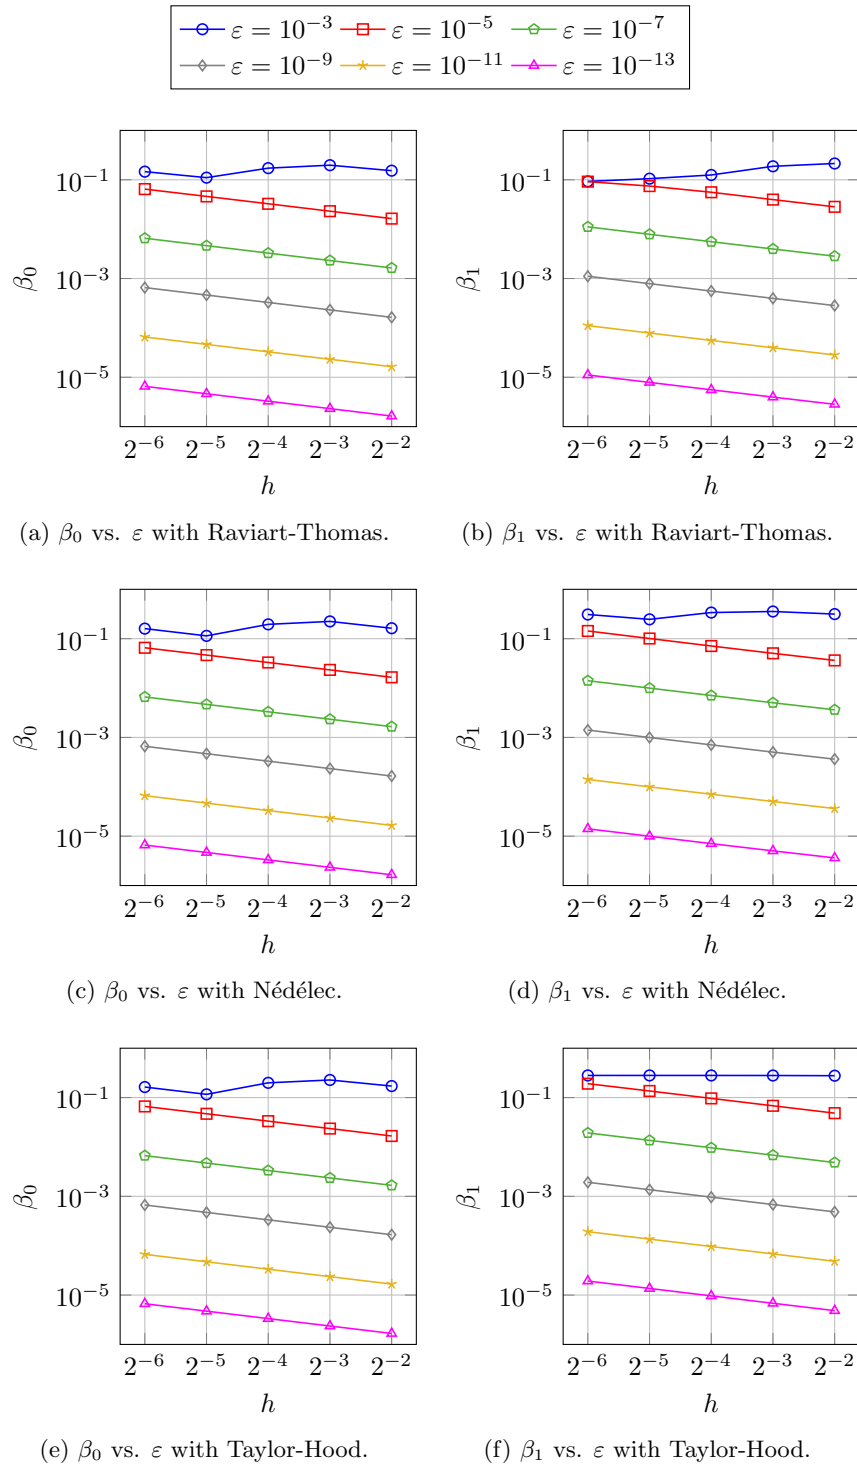 ε = 10⁻³ ε = 10⁻⁵ ε = 10⁻⁷
ε = 10⁻⁹ ε = 10⁻¹¹ ε = 10⁻¹³
10⁻¹
10⁻³
10⁻⁵
β₀
2⁻⁶ 2⁻⁵ 2⁻⁴ 2⁻³ 2⁻²
h
(a) β₀ vs. ε with Raviart-Thomas.
10⁻¹
10⁻³
10⁻⁵
β₁
2⁻⁶ 2⁻⁵ 2⁻⁴ 2⁻³ 2⁻²
h
(b) β₁ vs. ε with Raviart-Thomas.
10⁻¹
10⁻³
10⁻⁵
β₀
2⁻⁶ 2⁻⁵ 2⁻⁴ 2⁻³ 2⁻²
h
(c) β₀ vs. ε with Nédélec.
10⁻¹
10⁻³
10⁻⁵
β₁
2⁻⁶ 2⁻⁵ 2⁻⁴ 2⁻³ 2⁻²
h
(d) β₁ vs. ε with Nédélec.
10⁻¹
10⁻³
10⁻⁵
β₀
2⁻⁶ 2⁻⁵ 2⁻⁴ 2⁻³ 2⁻²
h
(e) β₀ vs. ε with Taylor-Hood.
10⁻¹
10⁻³
10⁻⁵
β₁
2⁻⁶ 2⁻⁵ 2⁻⁴ 2⁻³ 2⁻²
h
(f) β₁ vs. ε with Taylor-Hood.